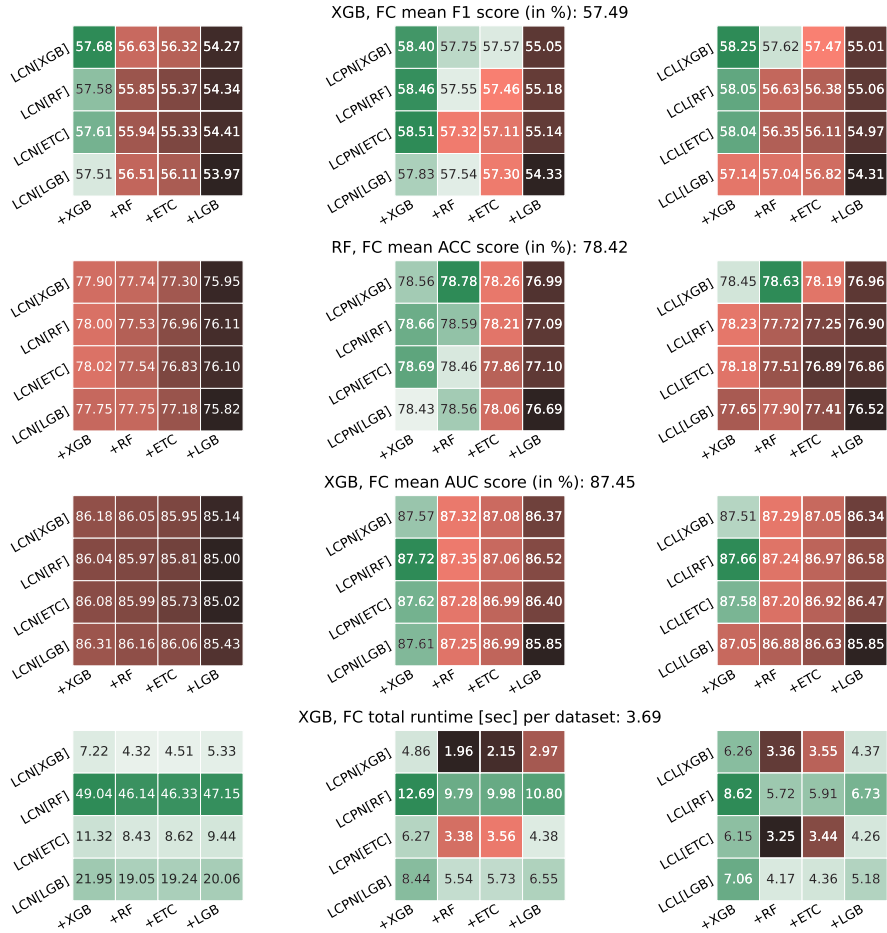 XGB, FC mean F1 score (in %): 57.49
LCN[XGB] 57.68 56.63 56.32 54.27 LCPN[XGB] 58.40 57.75 57.57 55.05 LCL[XGB] 58.25 57.62 57.47 55.01
LCN[RF] 57.58 55.85 55.37 54.34 LCPN[RF] 58.46 57.55 57.46 55.18 LCL[RF] 58.05 56.63 56.38 55.06
LCN[ETC] 57.61 55.94 55.33 54.41 LCPN[ETC] 58.51 57.32 57.11 55.14 LCL[ETC] 58.04 56.35 56.11 54.97
LCN[LGB] 57.51 56.51 56.11 53.97 LCPN[LGB] 57.83 57.54 57.30 54.33 LCL[LGB] 57.14 57.04 56.82 54.31
+XGB +RF +ETC +LGB +XGB +RF +ETC +LGB +XGB +RF +ETC +LGB
RF, FC mean ACC score (in %): 78.42
LCN[XGB] 77.90 77.74 77.30 75.95 LCPN[XGB] 78.56 78.78 78.26 76.99 LCL[XGB] 78.45 78.63 78.19 76.96
LCN[RF] 78.00 77.53 76.96 76.11 LCPN[RF] 78.66 78.59 78.21 77.09 LCL[RF] 78.23 77.72 77.25 76.90
LCN[ETC] 78.02 77.54 76.83 76.10 LCPN[ETC] 78.69 78.46 77.86 77.10 LCL[ETC] 78.18 77.51 76.89 76.86
LCN[LGB] 77.75 77.75 77.18 75.82 LCPN[LGB] 78.43 78.56 78.06 76.69 LCL[LGB] 77.65 77.90 77.41 76.52
+XGB +RF +ETC +LGB +XGB +RF +ETC +LGB +XGB +RF +ETC +LGB
XGB, FC mean AUC score (in %): 87.45
LCN[XGB] 86.18 86.05 85.95 85.14 LCPN[XGB] 87.57 87.32 87.08 86.37 LCL[XGB] 87.51 87.29 87.05 86.34
LCN[RF] 86.04 85.97 85.81 85.00 LCPN[RF] 87.72 87.35 87.06 86.52 LCL[RF] 87.66 87.24 86.97 86.58
LCN[ETC] 86.08 85.99 85.73 85.02 LCPN[ETC] 87.62 87.28 86.99 86.40 LCL[ETC] 87.58 87.20 86.92 86.47
LCN[LGB] 86.31 86.16 86.06 85.43 LCPN[LGB] 87.61 87.25 86.99 85.85 LCL[LGB] 87.05 86.88 86.63 85.85
+XGB +RF +ETC +LGB +XGB +RF +ETC +LGB +XGB +RF +ETC +LGB
XGB, FC total runtime [sec] per dataset: 3.69
LCN[XGB] 7.22 4.32 4.51 5.33 LCPN[XGB] 4.86 1.96 2.15 2.97 LCL[XGB] 6.26 3.36 3.55 4.37
LCN[RF] 49.04 46.14 46.33 47.15 LCPN[RF] 12.69 9.79 9.98 10.80 LCL[RF] 8.62 5.72 5.91 6.73
LCN[ETC] 11.32 8.43 8.62 9.44 LCPN[ETC] 6.27 3.38 3.56 4.38 LCL[ETC] 6.15 3.25 3.44 4.26
LCN[LGB] 21.95 19.05 19.24 20.06 LCPN[LGB] 8.44 5.54 5.73 6.55 LCL[LGB] 7.06 4.17 4.36 5.18
+XGB +RF +ETC +LGB +XGB +RF +ETC +LGB +XGB +RF +ETC +LGB